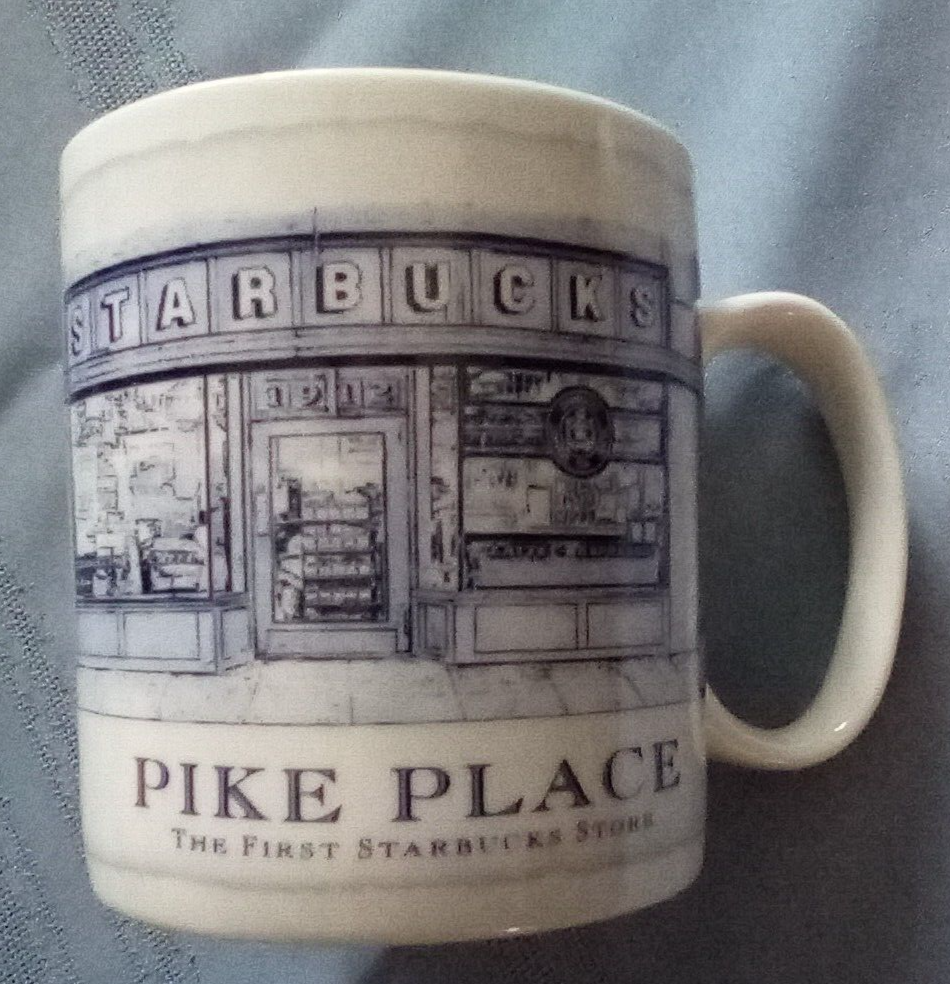 STARBUCKS
1912
PIKE PLACE
THE FIRST STARBUCKS STORE